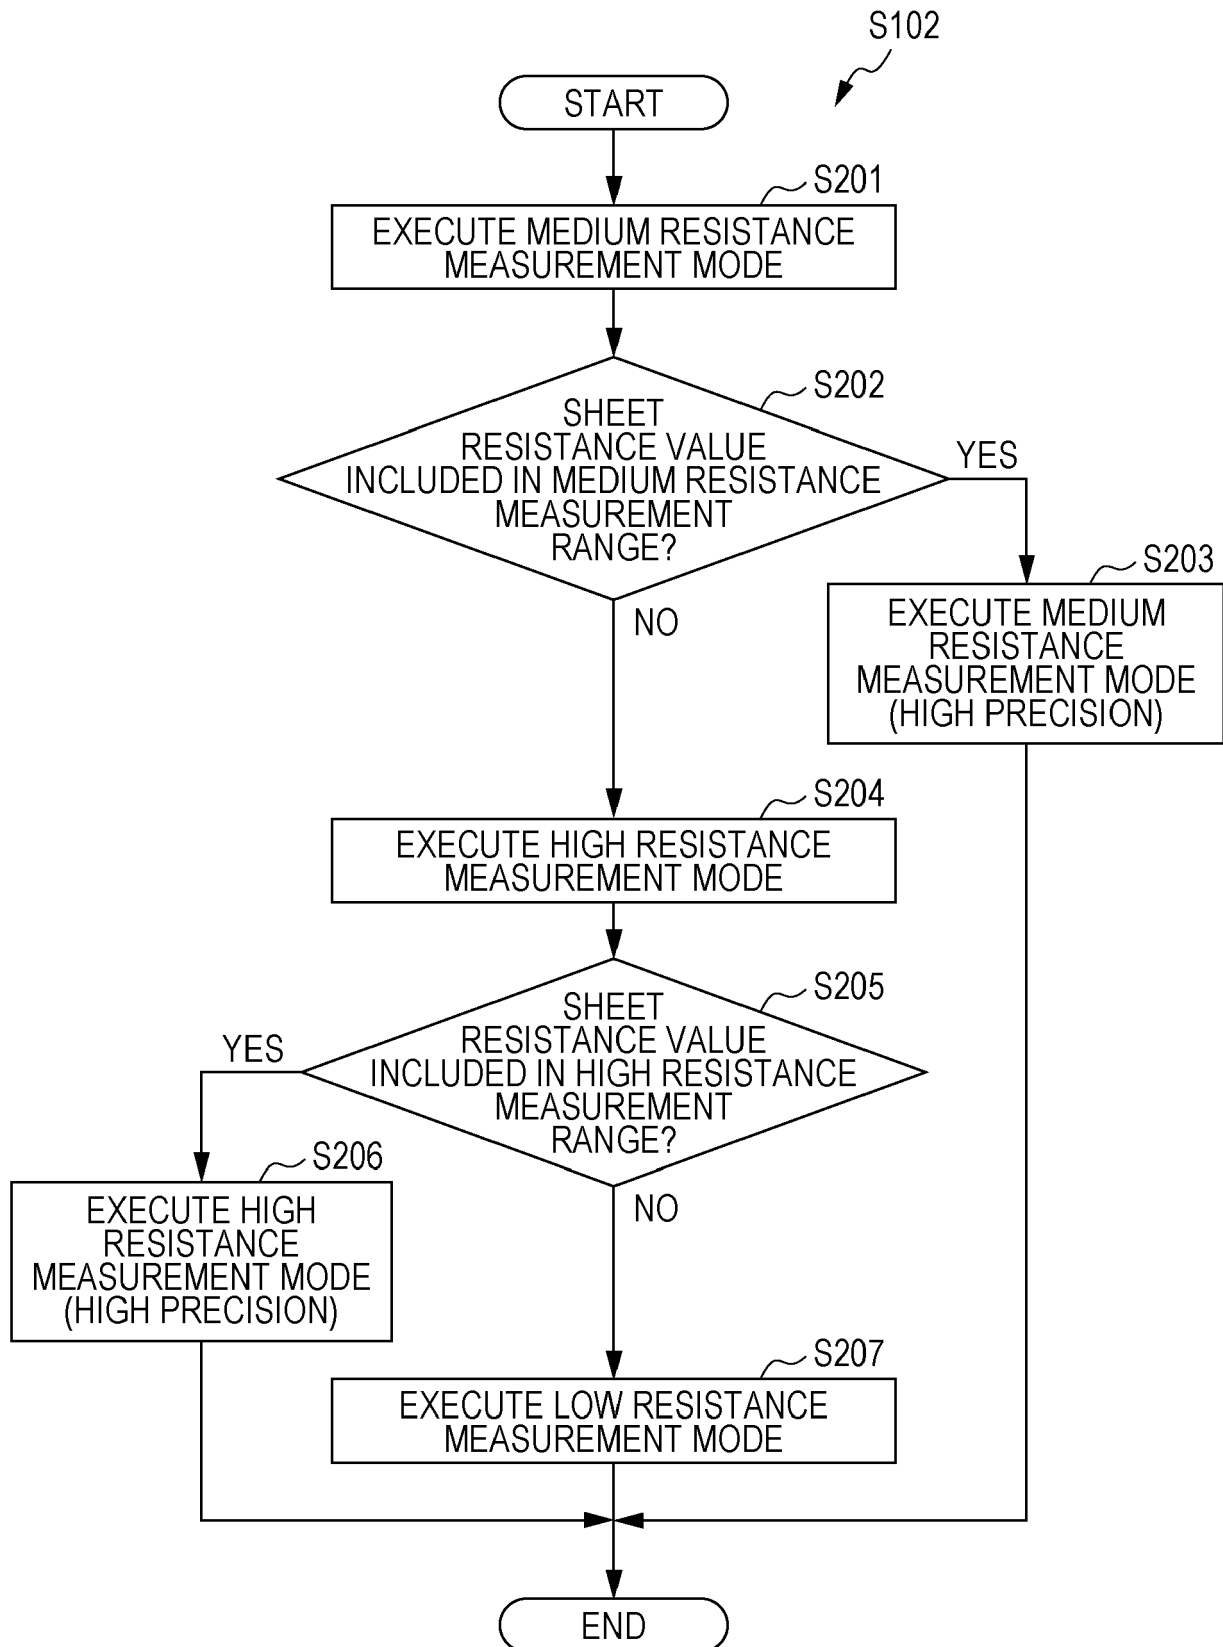 S102
START
S201
EXECUTE MEDIUM RESISTANCE
MEASUREMENT MODE
S202
SHEET
RESISTANCE VALUE
INCLUDED IN MEDIUM RESISTANCE
MEASUREMENT
RANGE?
YES
NO
S203
EXECUTE MEDIUM
RESISTANCE
MEASUREMENT MODE
(HIGH PRECISION)
S204
EXECUTE HIGH RESISTANCE
MEASUREMENT MODE
S205
SHEET
RESISTANCE VALUE
INCLUDED IN HIGH RESISTANCE
MEASUREMENT
RANGE?
YES
NO
S206
EXECUTE HIGH
RESISTANCE
MEASUREMENT MODE
(HIGH PRECISION)
S207
EXECUTE LOW RESISTANCE
MEASUREMENT MODE
END